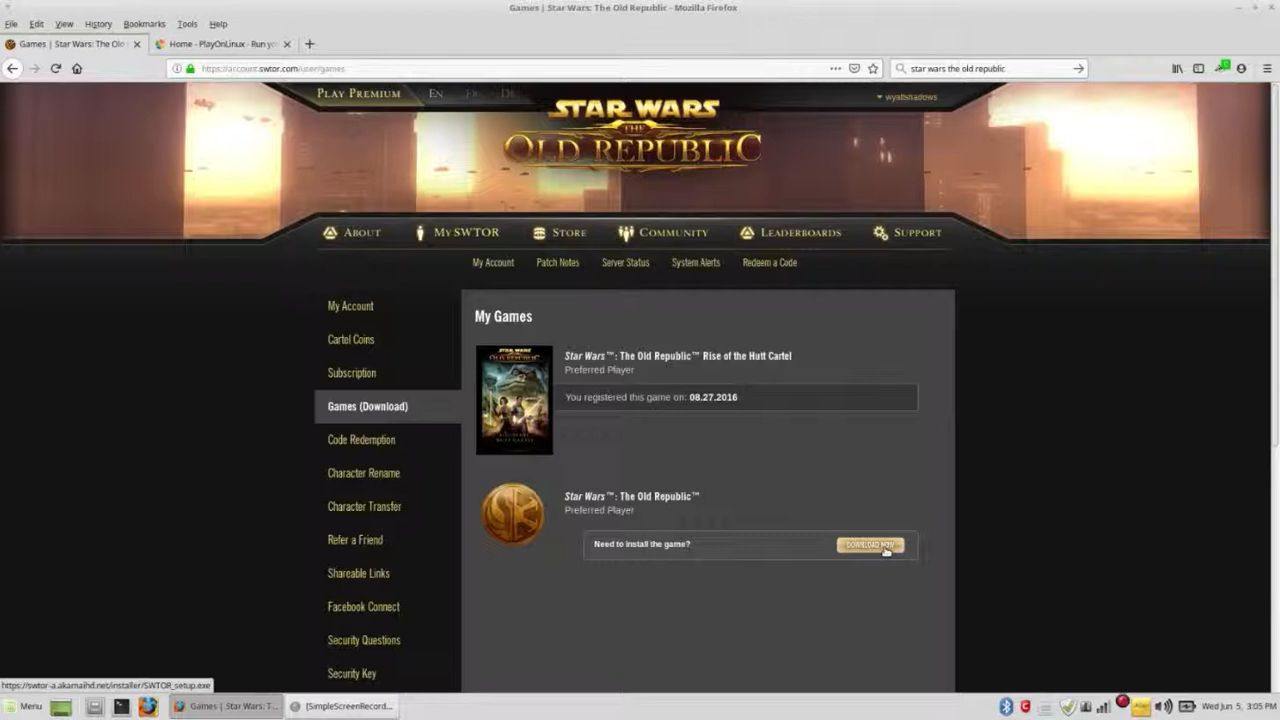 Games | Star Wars: The Old Republic - Mozilla Firefox
File Edit View History Bookmarks Tools Help
Games | Star Wars: The Old
Home - PlayOnLinux - Run yo
https://account.swtor.com/user/games
star wars the old republic
PLAY PREMIUM EN FR DE
wyattshadows
STAR WARS
THE
OLD REPUBLIC
ABOUT MY SWTOR STORE COMMUNITY LEADERBOARDS SUPPORT
My Account Patch Notes Server Status System Alerts Redeem a Code
My Account
Cartel Coins
Subscription
Games (Download)
Code Redemption
Character Rename
Character Transfer
Refer a Friend
Shareable Links
Facebook Connect
Security Questions
Security Key
My Games
Star Wars™: The Old Republic™ Rise of the Hutt Cartel
Preferred Player
You registered this game on: 08.27.2016
Star Wars™: The Old Republic™
Preferred Player
Need to install the game?
DOWNLOAD NOW
https://swtor-a.akamaihd.net/installer/SWTOR_setup.exe
Menu
Games | Star Wars: T...
[SimpleScreenRecord...
Wed Jun 5, 3:05 PM